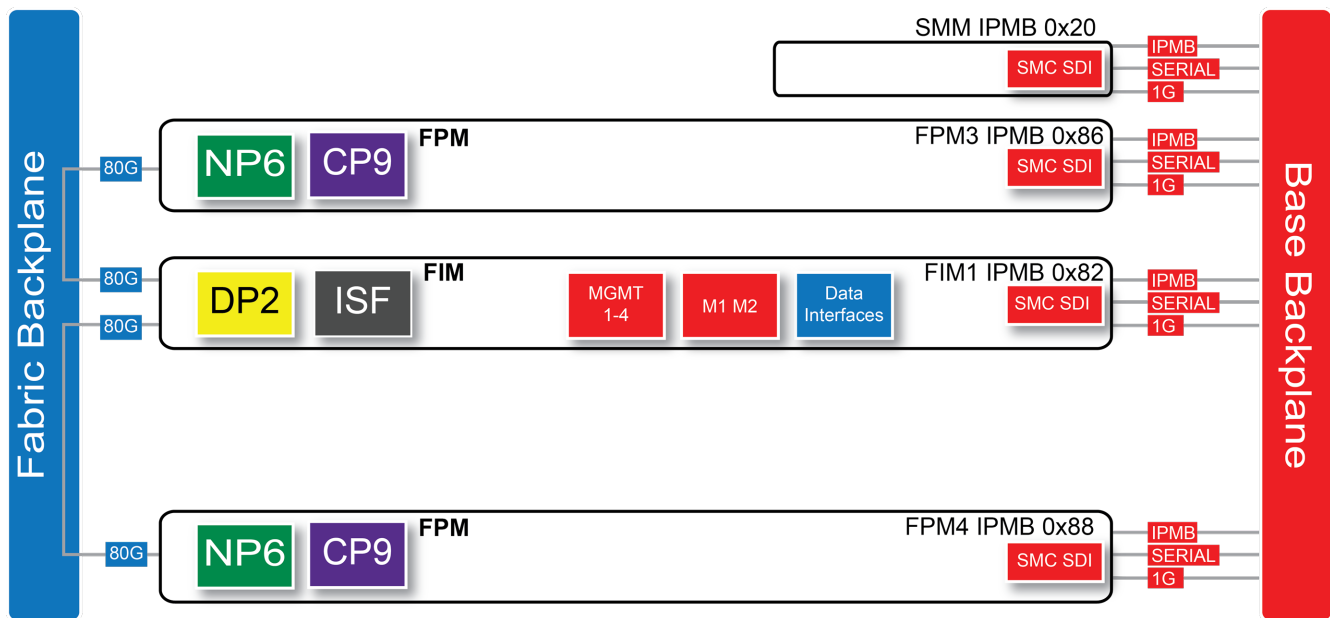 Fabric Backplane
Base Backplane
SMM IPMB 0x20
SMC SDI
IPMB
SERIAL
1G
80G
NP6
CP9
FPM
FPM3 IPMB 0x86
SMC SDI
IPMB
SERIAL
1G
80G
80G
DP2
ISF
FIM
MGMT
1-4
M1 M2
Data
Interfaces
FIM1 IPMB 0x82
SMC SDI
IPMB
SERIAL
1G
80G
NP6
CP9
FPM
FPM4 IPMB 0x88
SMC SDI
IPMB
SERIAL
1G